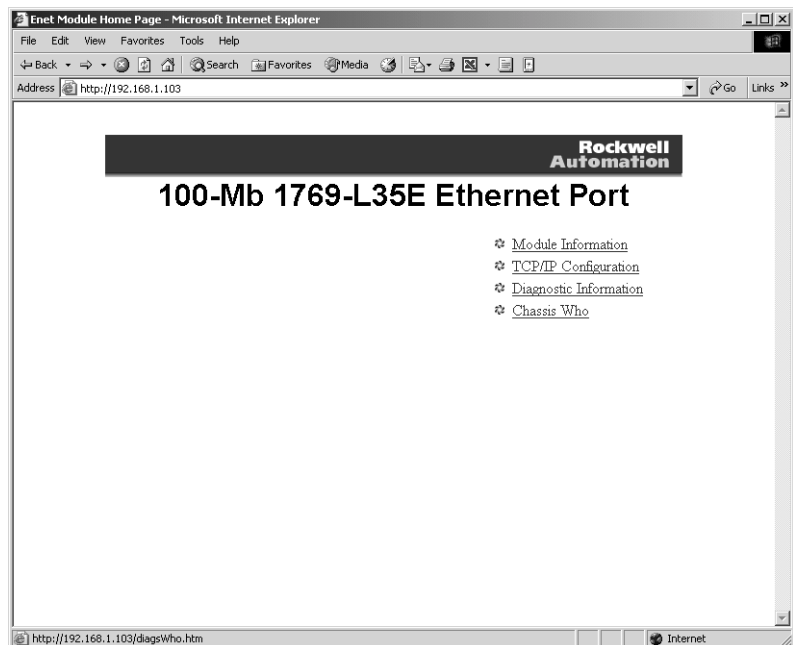 Enet Module Home Page - Microsoft Internet Explorer
File Edit View Favorites Tools Help
Back Search Favorites Media
Address http://192.168.1.103 Go Links »
Rockwell
Automation
100-Mb 1769-L35E Ethernet Port
Module Information
TCP/IP Configuration
Diagnostic Information
Chassis Who
http://192.168.1.103/diagsWho.htm Internet